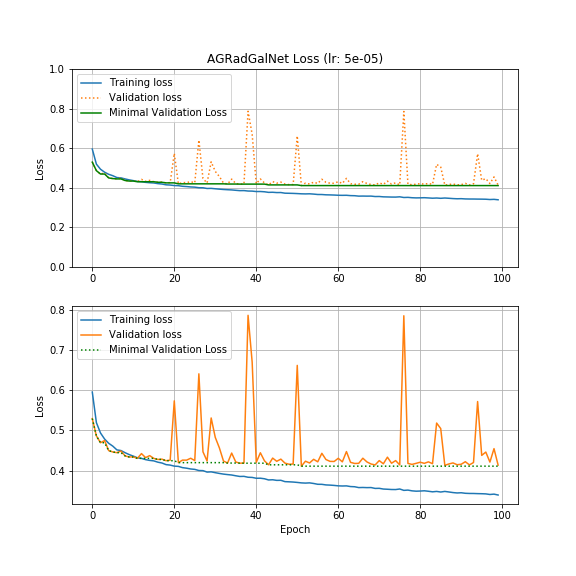 AGRadGalNet Loss (lr: 5e-05)
1.0
Training loss
Validation loss
Minimal Validation Loss
0.8
0.6
Loss
0.4
0.2
0.0
0 20 40 60 80 100
0.8
Training loss
Validation loss
Minimal Validation Loss
0.7
0.6
Loss
0.5
0.4
0 20 40 60 80 100
Epoch